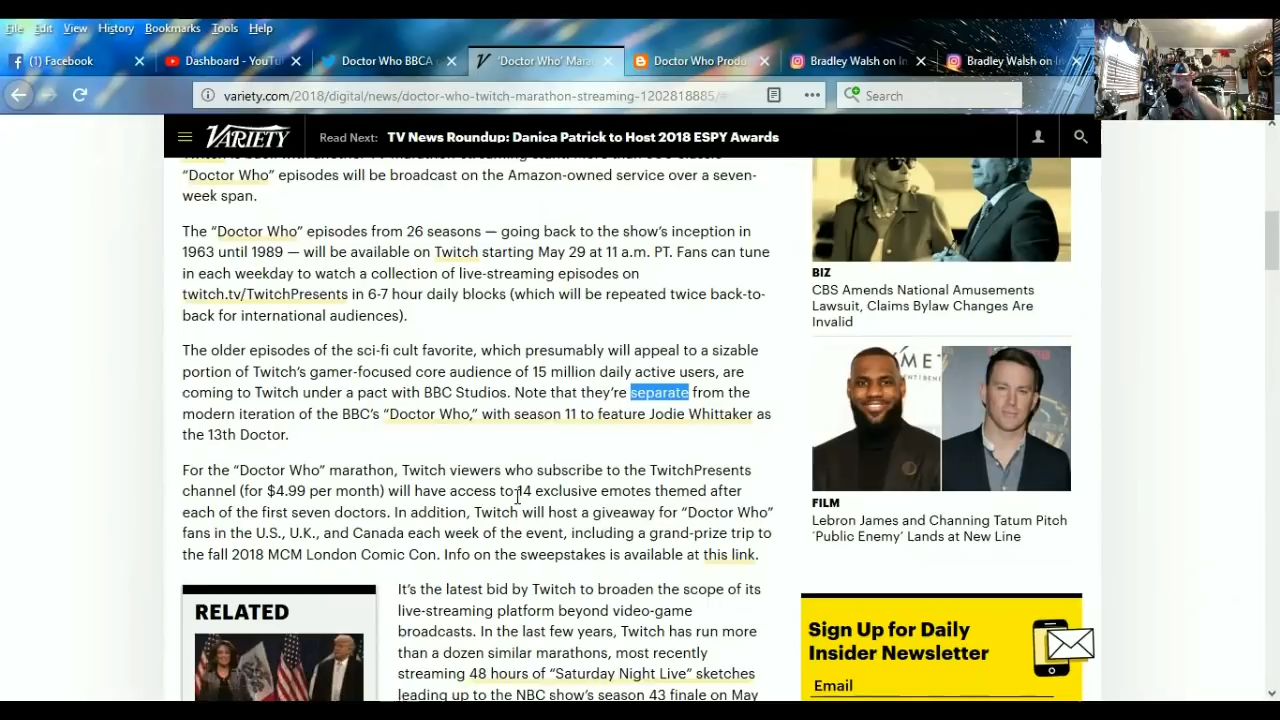 File Edit View History Bookmarks Tools Help
(1) Facebook
Dashboard - YouTu
Doctor Who BBCA
'Doctor Who' Mara
Doctor Who Produ
Bradley Walsh on In
Bradley Walsh on In
variety.com/2018/digital/news/doctor-who-twitch-marathon-streaming-1202818885/#
Search
VARIETY
Read Next: TV News Roundup: Danica Patrick to Host 2018 ESPY Awards
“Doctor Who” episodes will be broadcast on the Amazon-owned service over a seven-
week span.
The “Doctor Who” episodes from 26 seasons — going back to the show’s inception in
1963 until 1989 — will be available on Twitch starting May 29 at 11 a.m. PT. Fans can tune
in each weekday to watch a collection of live-streaming episodes on
twitch.tv/TwitchPresents in 6-7 hour daily blocks (which will be repeated twice back-to-
back for international audiences).
The older episodes of the sci-fi cult favorite, which presumably will appeal to a sizable
portion of Twitch’s gamer-focused core audience of 15 million daily active users, are
coming to Twitch under a pact with BBC Studios. Note that they’re separate from the
modern iteration of the BBC’s “Doctor Who,” with season 11 to feature Jodie Whittaker as
the 13th Doctor.
For the “Doctor Who” marathon, Twitch viewers who subscribe to the TwitchPresents
channel (for $4.99 per month) will have access to 14 exclusive emotes themed after
each of the first seven doctors. In addition, Twitch will host a giveaway for “Doctor Who”
fans in the U.S., U.K., and Canada each week of the event, including a grand-prize trip to
the fall 2018 MCM London Comic Con. Info on the sweepstakes is available at this link.
RELATED
It’s the latest bid by Twitch to broaden the scope of its
live-streaming platform beyond video-game
broadcasts. In the last few years, Twitch has run more
than a dozen similar marathons, most recently
streaming 48 hours of “Saturday Night Live” sketches
leading up to the NBC show’s season 43 finale on May
BIZ
CBS Amends National Amusements
Lawsuit, Claims Bylaw Changes Are
Invalid
FILM
Lebron James and Channing Tatum Pitch
‘Public Enemy’ Lands at New Line
Sign Up for Daily
Insider Newsletter
Email